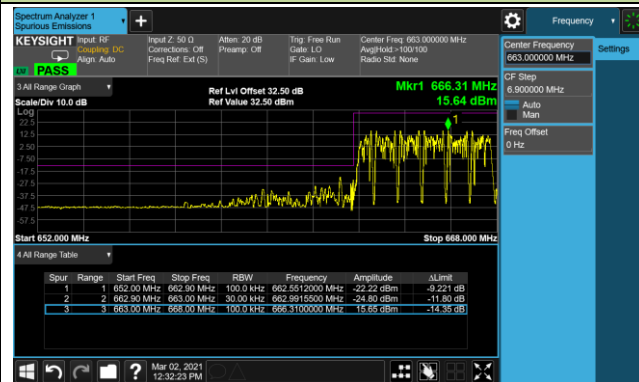 Spectrum Analyzer 1
Spurious Emissions
Frequency
KEYSIGHT
Input: RF
Coupling: DC
Align: Auto
Input Z: 50 Ω
Corrections: Off
Freq Ref: Ext (S)
Atten: 20 dB
Preamp: Off
Trig: Free Run
Gate: LO
IF Gain: Low
Center Freq: 663.000000 MHz
Avg|Hold:>100/100
Radio Std: None
PASS
Center Frequency
663.000000 MHz
Settings
CF Step
6.900000 MHz
Auto
Man
Freq Offset
0 Hz
3 All Range Graph
Ref Lvl Offset 32.50 dB
Mkr1 666.31 MHz
Scale/Div 10.0 dB
Ref Value 32.50 dBm
15.64 dBm
Log
22.5
12.5
2.50
-7.50
-17.5
-27.5
-37.5
-47.5
-57.5
1
Start 652.000 MHz
Stop 668.000 MHz
4 All Range Table
Spur Range Start Freq Stop Freq RBW Frequency Amplitude ΔLimit
1 1 652.00 MHz 662.90 MHz 100.0 kHz 662.5512000 MHz -22.22 dBm -9.221 dB
2 2 662.90 MHz 663.00 MHz 30.00 kHz 662.9915500 MHz -24.80 dBm -11.80 dB
3 3 663.00 MHz 668.00 MHz 100.0 kHz 666.3100000 MHz 15.65 dBm -14.35 dB
?
Mar 02, 2021
12:32:23 PM